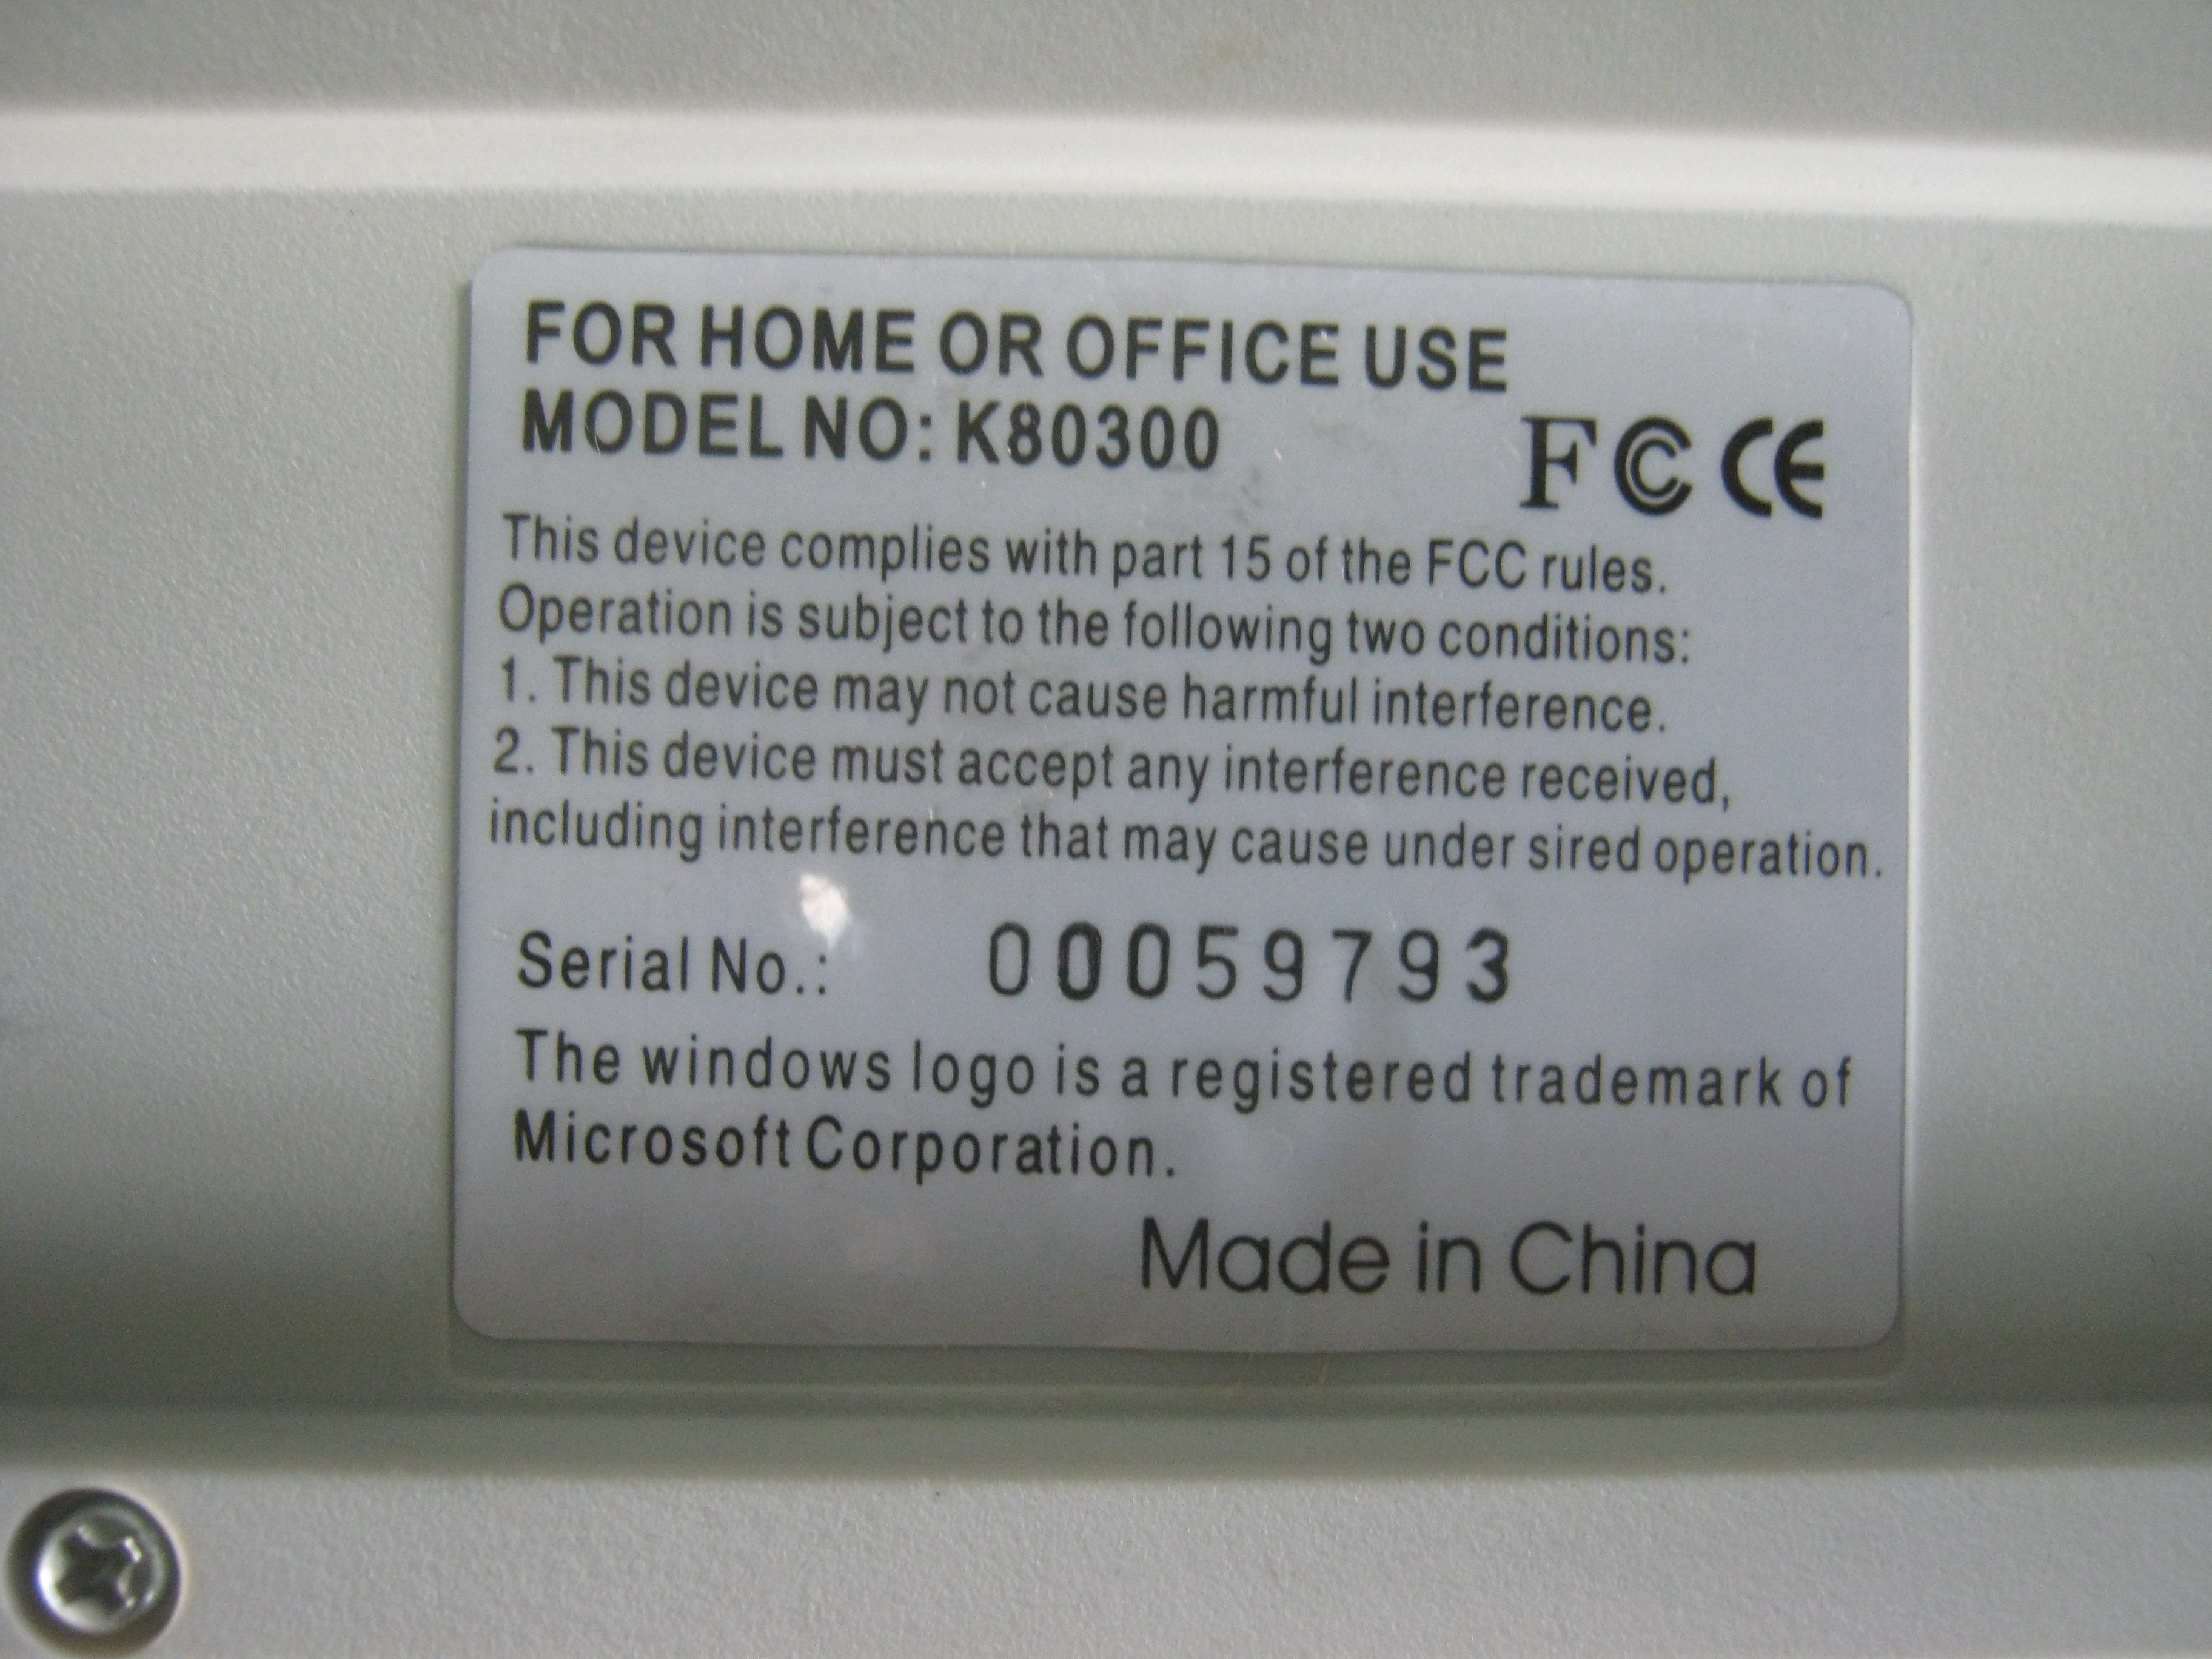 FOR HOME OR OFFICE USE
MODEL NO: K80300
FCC CE
This device complies with part 15 of the FCC rules.
Operation is subject to the following two conditions:
1. This device may not cause harmful interference.
2. This device must accept any interference received,
including interference that may cause under sired operation.
Serial No.: 00059793
The windows logo is a registered trademark of
Microsoft Corporation.
Made in China